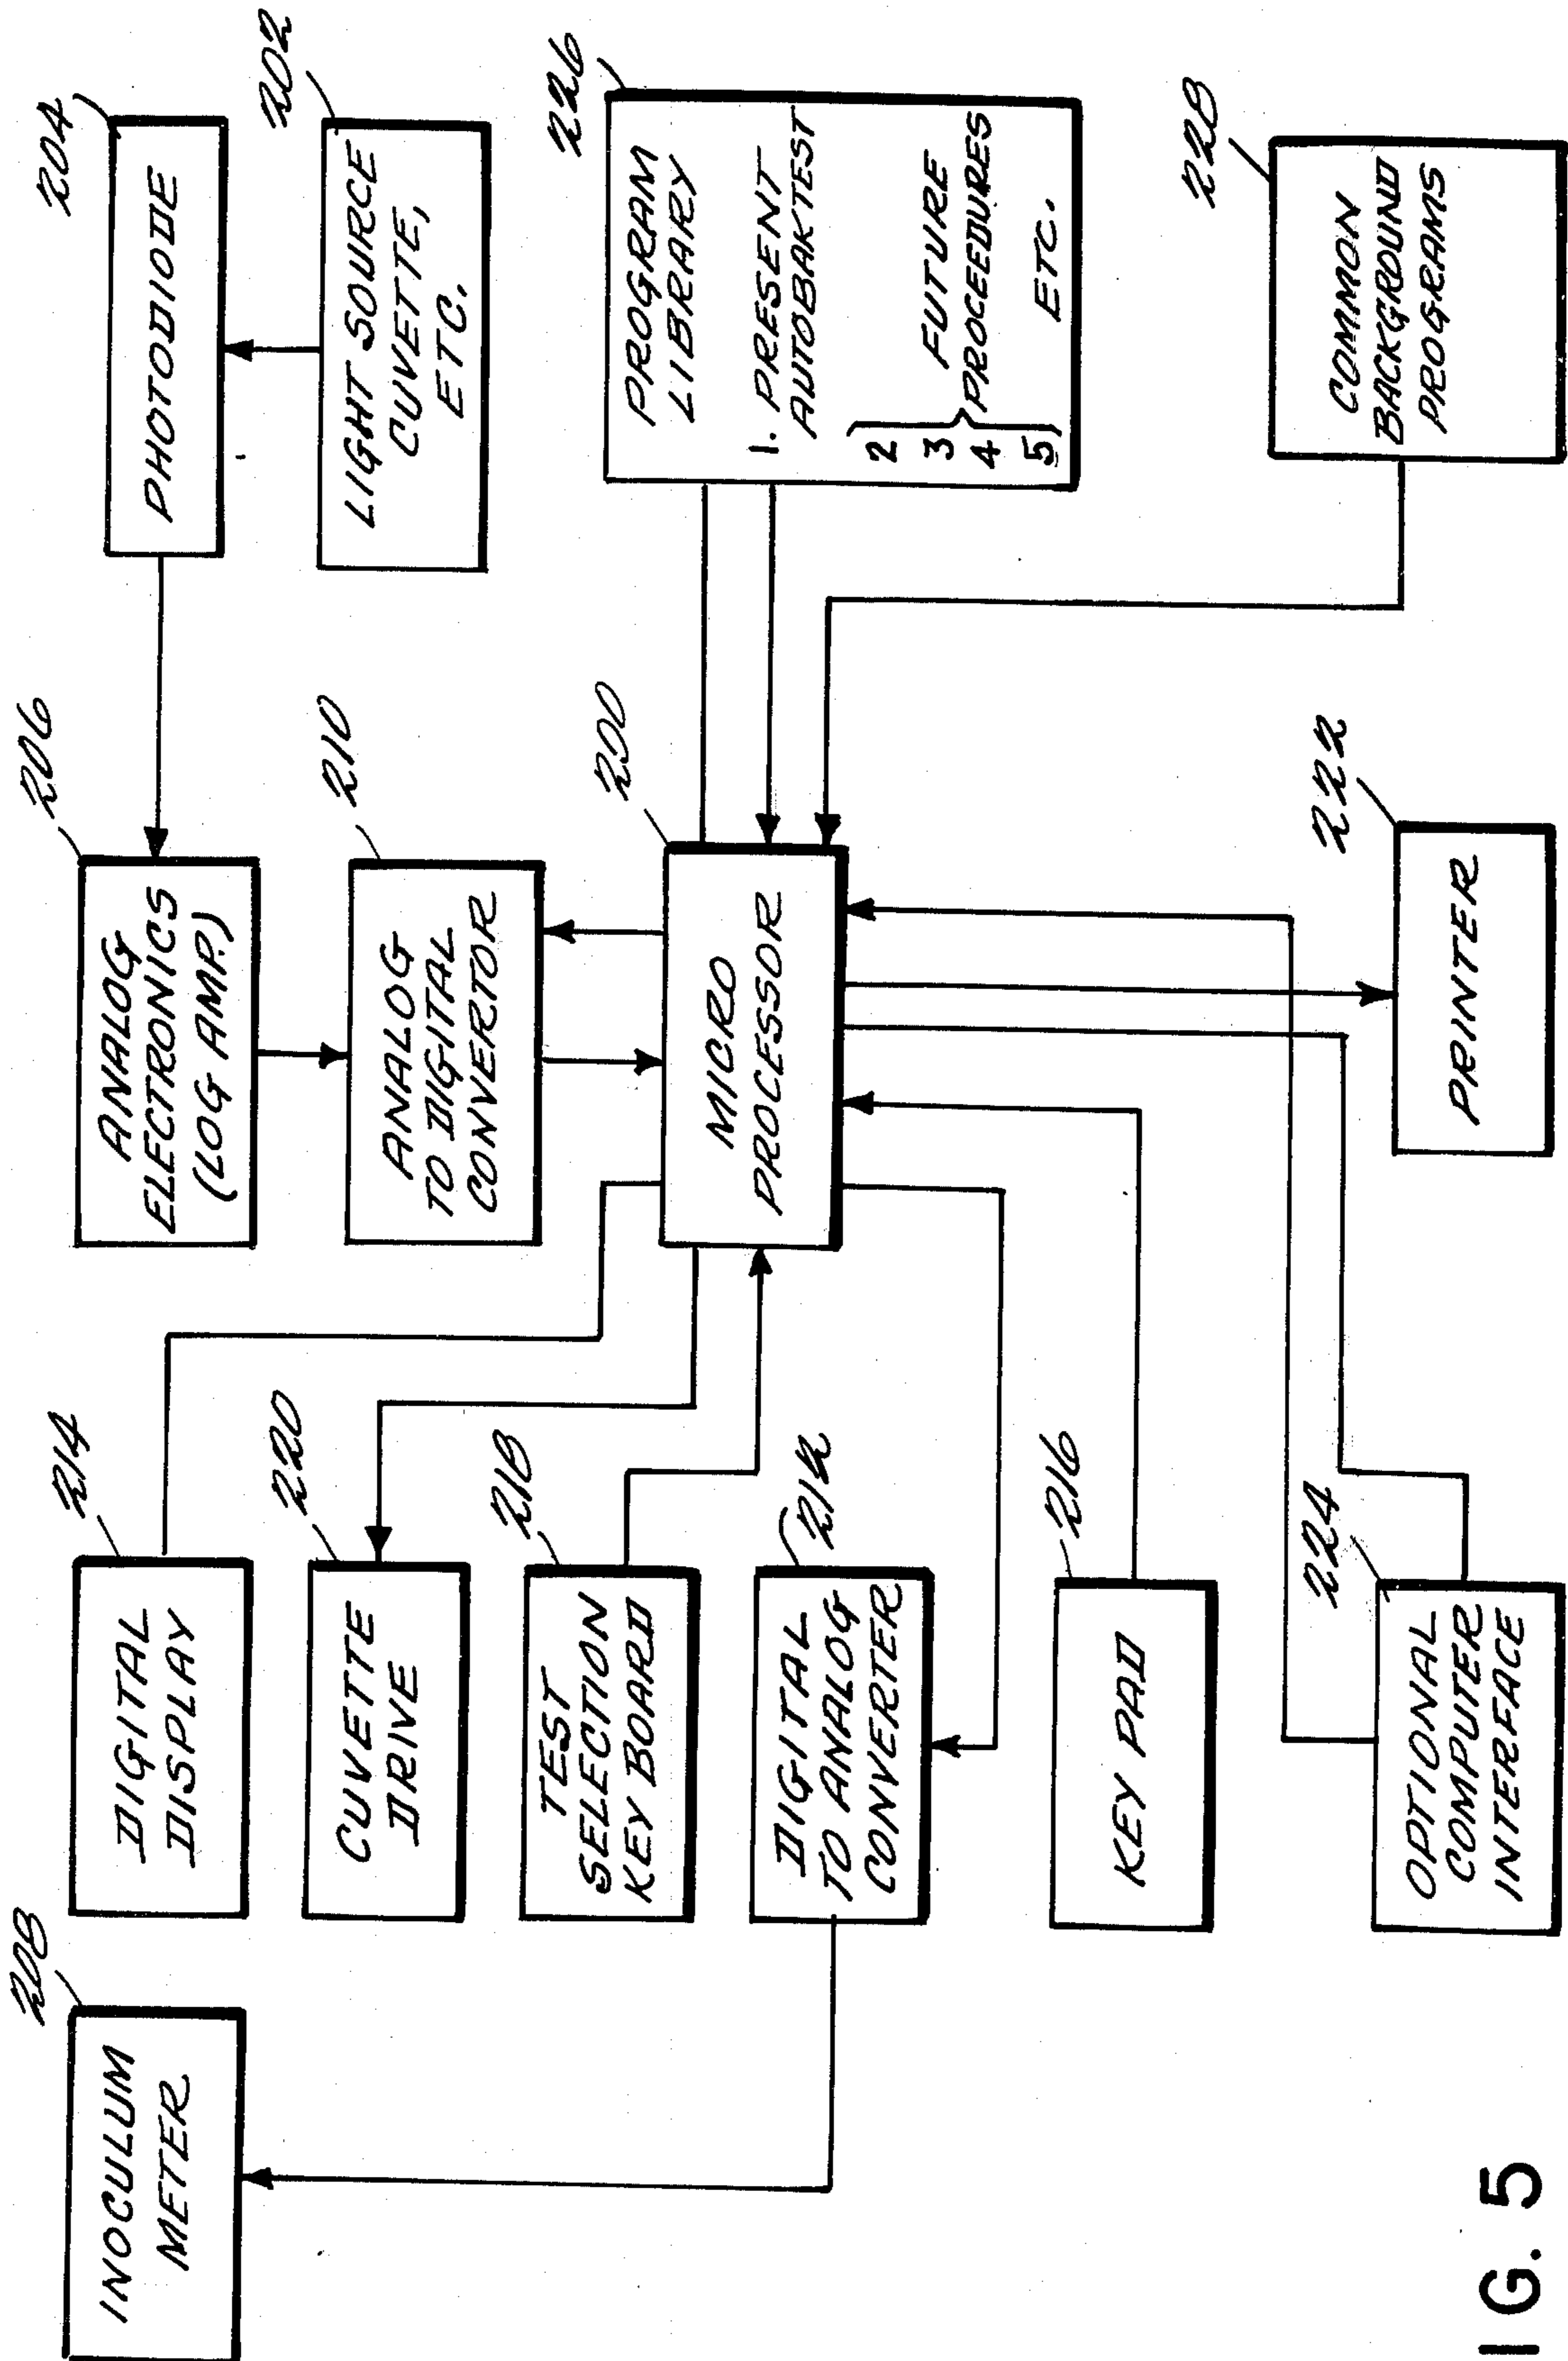 208
INOCULUM
METER
214
DIGITAL
DISPLAY
206
ANALOG
ELECTRONICS
(LOG AMP.)
204
PHOTODIODE
202
LIGHT SOURCE
CUVETTE,
ETC.
220
CUVETTE
DRIVE
210
ANALOG
TO DIGITAL
CONVERTOR
218
TEST
SELECTION
KEY BOARD
200
MICRO
PROCESSOR
226
PROGRAM
LIBRARY
1. PRESENT
AUTOBAKTEST
2
3
4
5
FUTURE
PROCEEDURES
ETC.
212
DIGITAL
TO ANALOG
CONVERTER
216
KEY PAD
228
COMMON
BACKGROUND
PROGRAMS
224
OPTIONAL
COMPUTER
INTERFACE
222
PRINTER
IG. 5